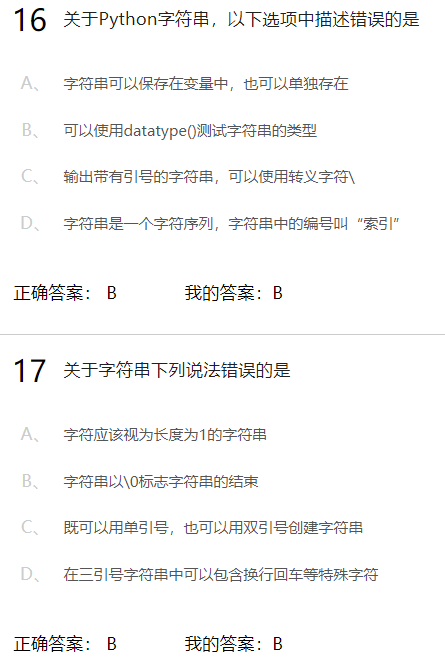 16 关于Python字符串，以下选项中描述错误的是
A、 字符串可以保存在变量中，也可以单独存在
B、 可以使用datatype()测试字符串的类型
C、 输出带有引号的字符串，可以使用转义字符\
D、 字符串是一个字符序列，字符串中的编号叫“索引”
正确答案： B 我的答案：B
17 关于字符串下列说法错误的是
A、 字符应该视为长度为1的字符串
B、 字符串以\0标志字符串的结束
C、 既可以用单引号，也可以用双引号创建字符串
D、 在三引号字符串中可以包含换行回车等特殊字符
正确答案： B 我的答案：B